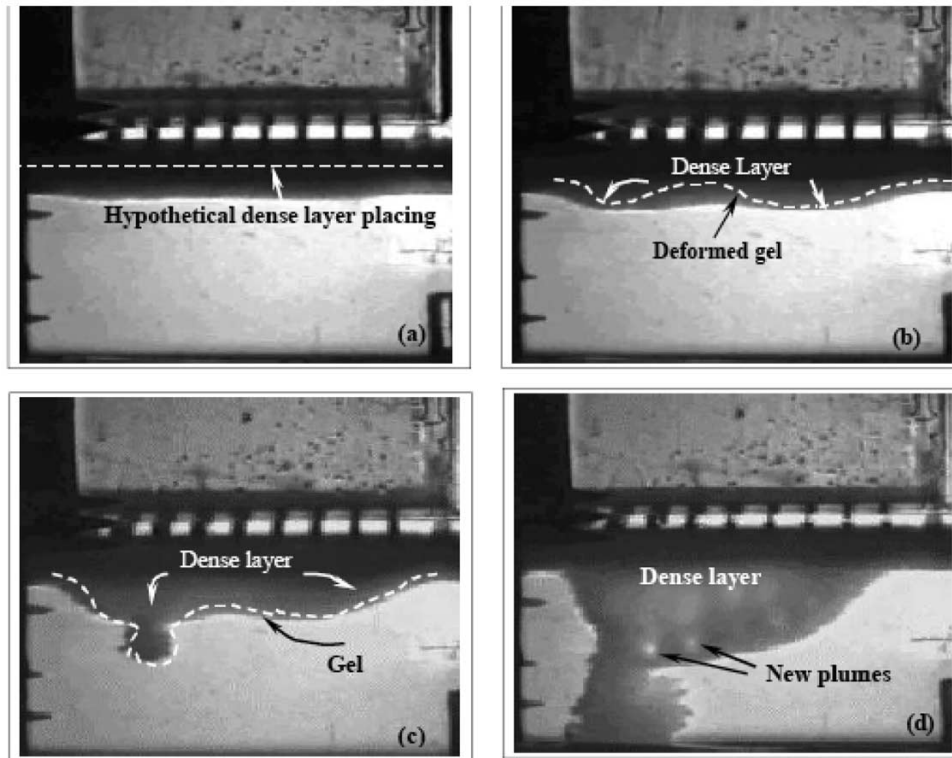 Hypothetical dense layer placing
(a)
Dense Layer
Deformed gel
(b)
Dense layer
Gel
(c)
Dense layer
New plumes
(d)